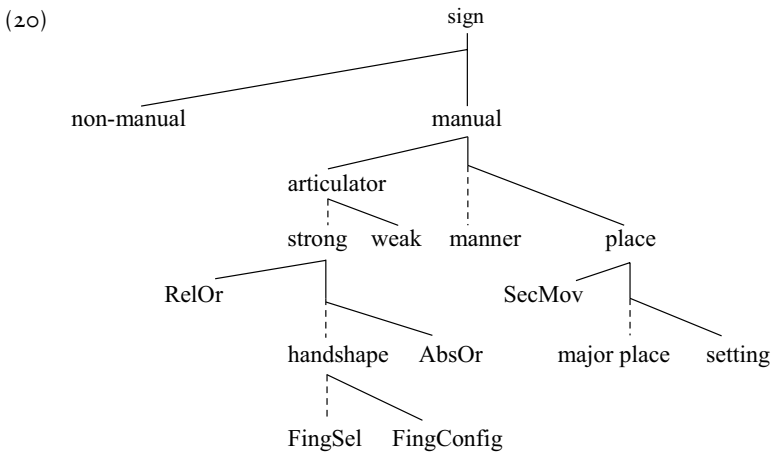 (20)
sign
non-manual manual
articulator
strong weak manner place
RelOr SecMov
handshape AbsOr major place setting
FingSel FingConfig